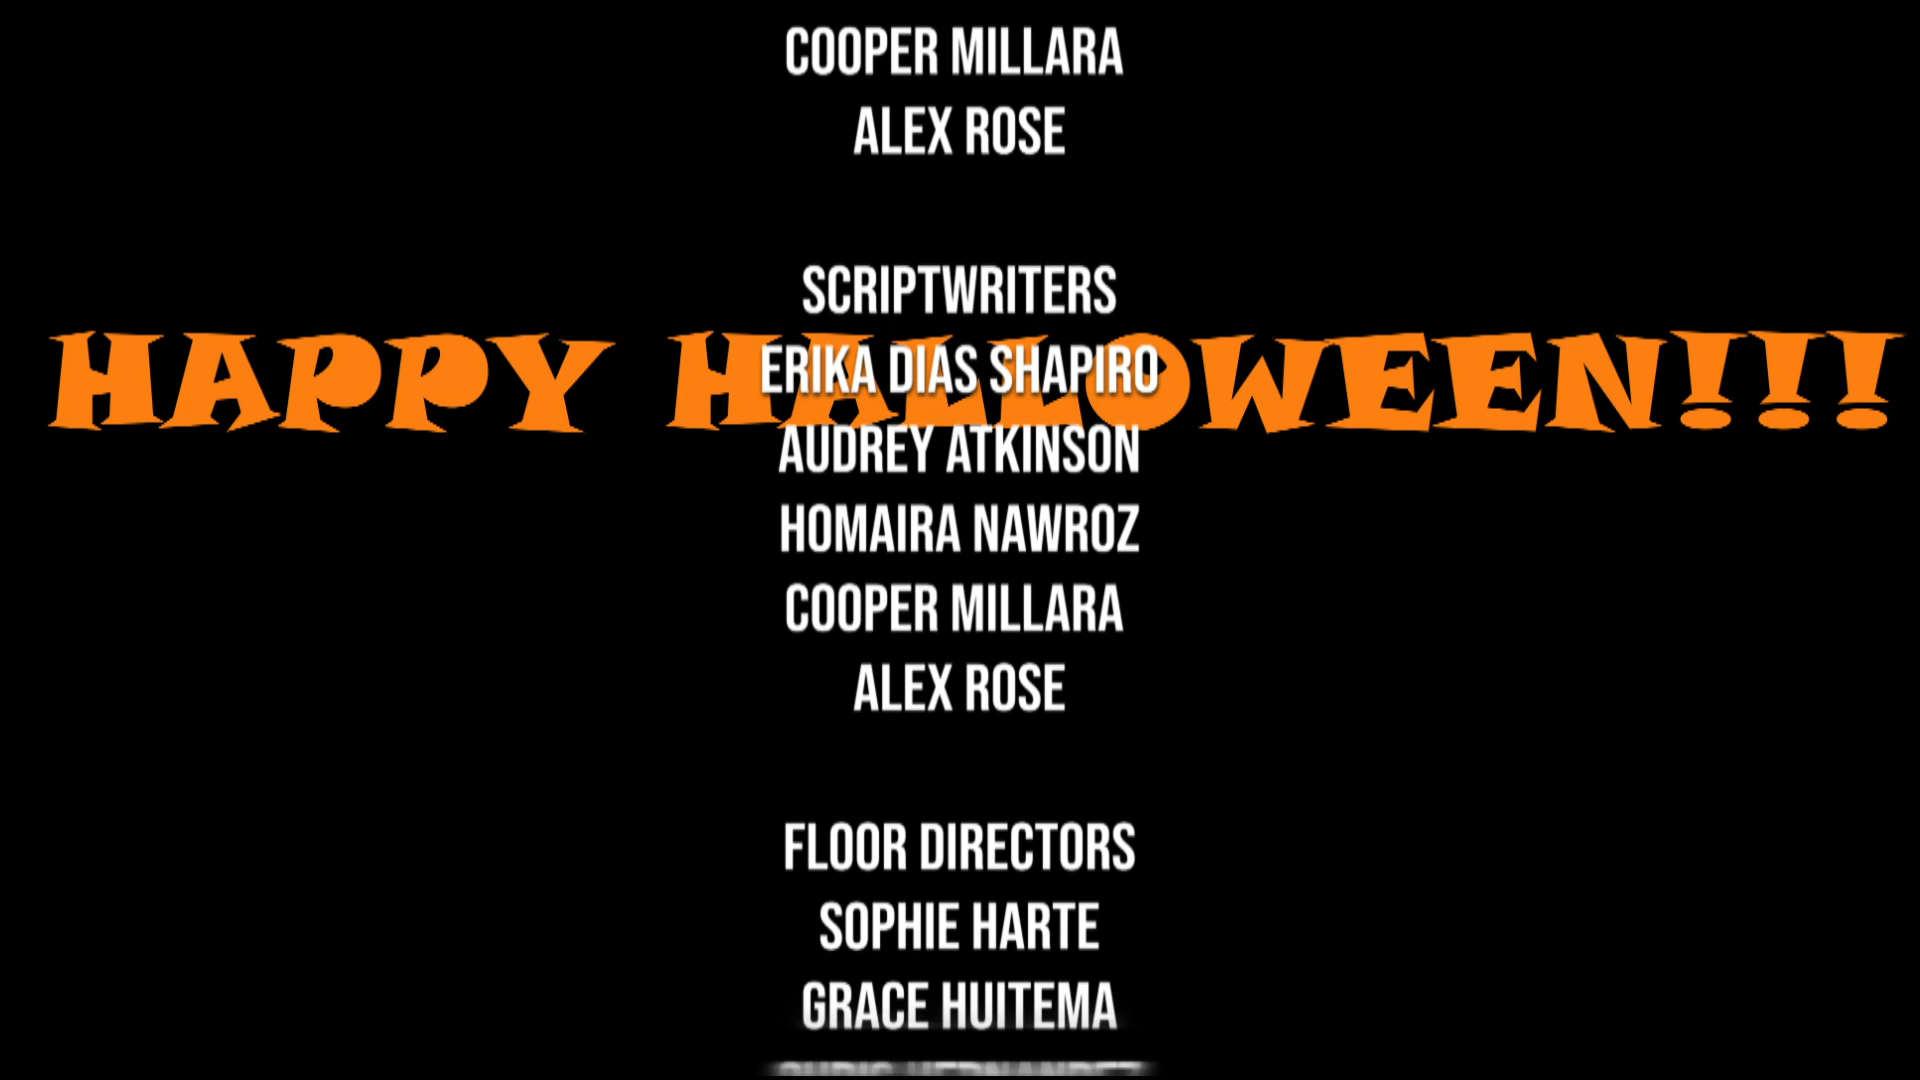 COOPER MILLARA
ALEX ROSE
SCRIPTWRITERS
HAPPY HALLOWEEN!!!
ERIKA DIAS SHAPIRO
AUDREY ATKINSON
HOMAIRA NAWROZ
COOPER MILLARA
ALEX ROSE
FLOOR DIRECTORS
SOPHIE HARTE
GRACE HUITEMA